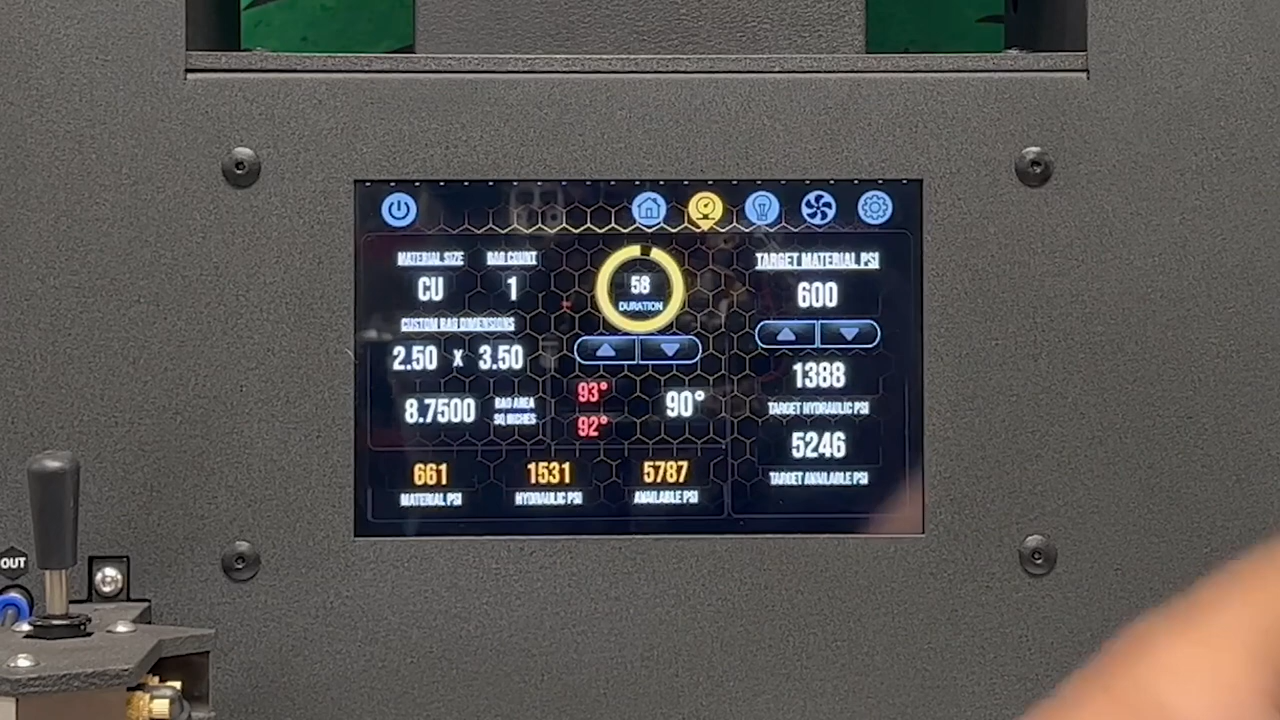 MATERIAL SIZE BAG COUNT
CU 1
CUSTOM BAG DIMENSIONS
2.50 X 3.50
8.7500 BAG AREA
SQ INCHES
58
DURATION
93°
92°
90°
TARGET MATERIAL PSI
600
1388
TARGET HYDRAULIC PSI
5246
TARGET AVAILABLE PSI
661 1531 5787
MATERIAL PSI HYDRAULIC PSI AVAILABLE PSI
OUT